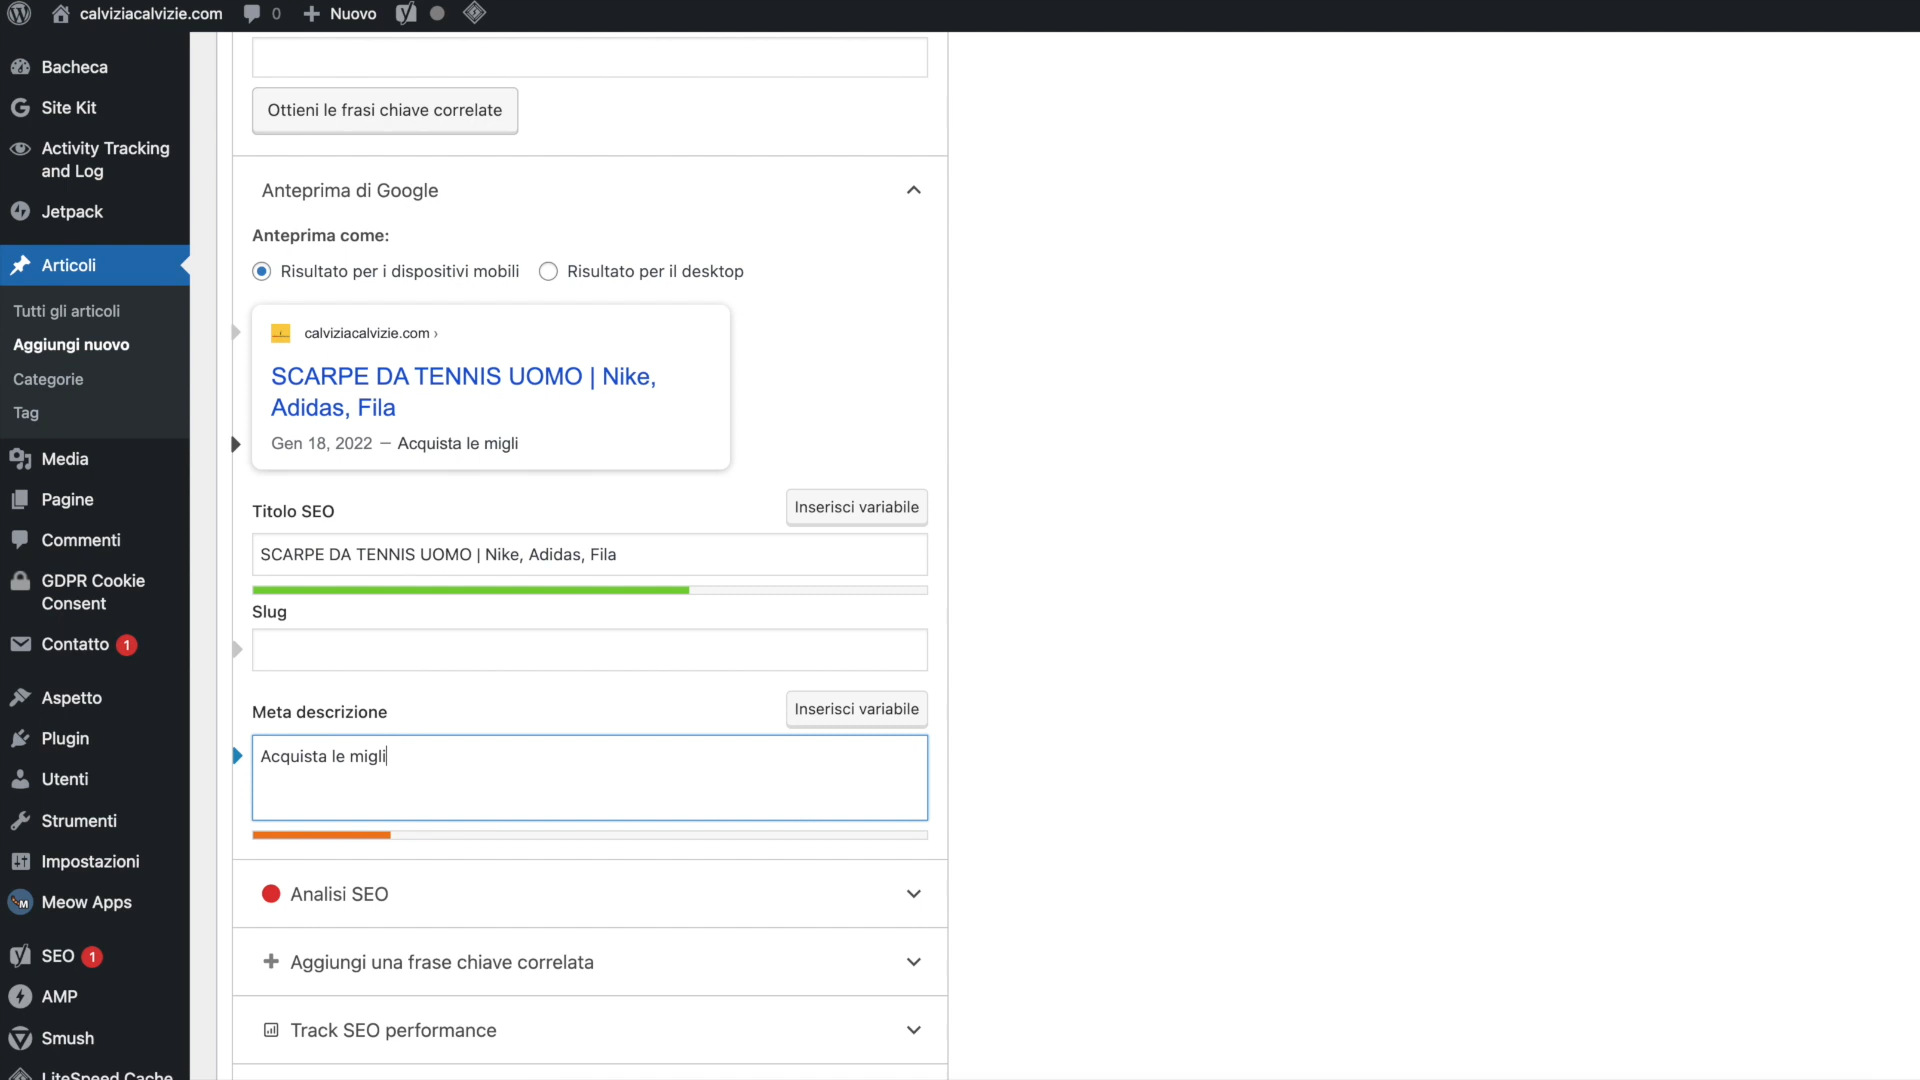 calviziacalvizie.com
0
Nuovo
Bacheca
Site Kit
Activity Tracking
and Log
Jetpack
Articoli
Tutti gli articoli
Aggiungi nuovo
Categorie
Tag
Media
Pagine
Commenti
GDPR Cookie
Consent
Contatto 1
Aspetto
Plugin
Utenti
Strumenti
Impostazioni
Meow Apps
SEO 1
AMP
Smush
LiteSpeed Cache
Ottieni le frasi chiave correlate
Anteprima di Google
Anteprima come:
Risultato per i dispositivi mobili
Risultato per il desktop
calviziacalvizie.com ›
SCARPE DA TENNIS UOMO | Nike,
Adidas, Fila
Gen 18, 2022 – Acquista le migli
Titolo SEO
Inserisci variabile
SCARPE DA TENNIS UOMO | Nike, Adidas, Fila
Slug
Meta descrizione
Inserisci variabile
Acquista le migli
Analisi SEO
Aggiungi una frase chiave correlata
Track SEO performance